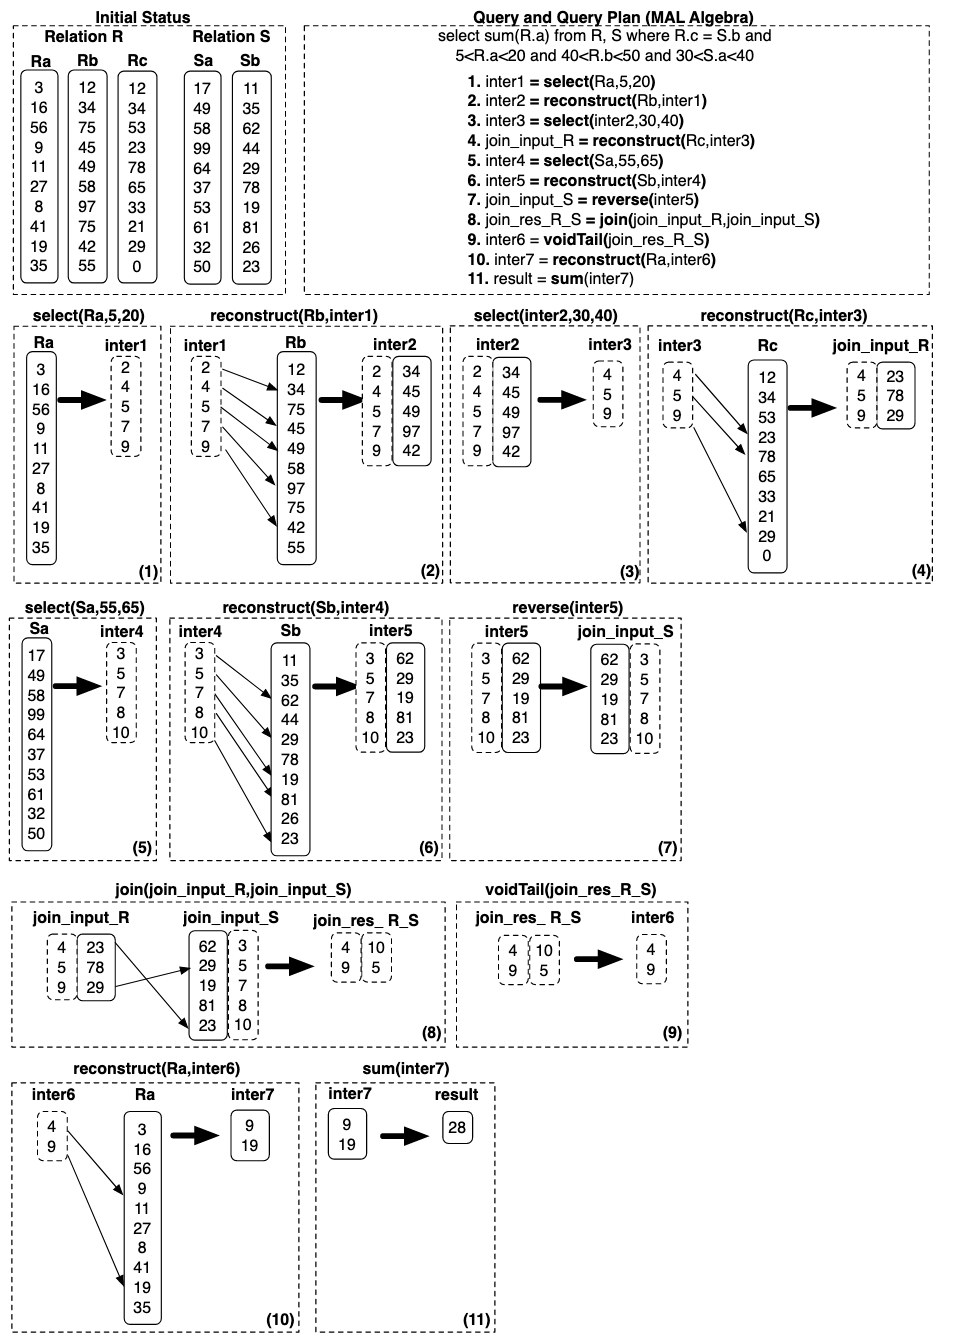 Initial Status
Relation R Relation S
Ra Rb Rc Sa Sb
3 12 12 17 11
16 34 34 49 35
56 75 53 58 62
9 45 23 99 44
11 49 78 64 29
27 58 65 37 78
8 97 33 53 19
41 75 21 61 81
19 42 29 32 26
35 55 0 50 23
Query and Query Plan (MAL Algebra)
select sum(R.a) from R, S where R.c = S.b and
5<R.a<20 and 40<R.b<50 and 30<S.a<40
1. inter1 = select(Ra,5,20)
2. inter2 = reconstruct(Rb,inter1)
3. inter3 = select(inter2,30,40)
4. join_input_R = reconstruct(Rc,inter3)
5. inter4 = select(Sa,55,65)
6. inter5 = reconstruct(Sb,inter4)
7. join_input_S = reverse(inter5)
8. join_res_R_S = join(join_input_R,join_input_S)
9. inter6 = voidTail(join_res_R_S)
10. inter7 = reconstruct(Ra,inter6)
11. result = sum(inter7)
select(Ra,5,20)
Ra inter1
3 2
16 4
56 5
9 7
11 9
27
8
41
19
35
(1)
reconstruct(Rb,inter1)
inter1 Rb inter2
2 12 2 34
4 34 4 45
5 75 5 49
7 45 7 97
9 49 9 42
58
97
75
42
55
(2)
select(inter2,30,40)
inter2 inter3
2 34 4
4 45 5
5 49 9
7 97
9 42
(3)
reconstruct(Rc,inter3)
inter3 Rc join_input_R
4 12 4 23
5 34 5 78
9 53 9 29
23
78
65
33
21
29
0
(4)
select(Sa,55,65)
Sa inter4
17 3
49 5
58 7
99 8
64 10
37
53
61
32
50
(5)
reconstruct(Sb,inter4)
inter4 Sb inter5
3 11 3 62
5 35 5 29
7 62 7 19
8 44 8 81
10 29 10 23
78
19
81
26
23
(6)
reverse(inter5)
inter5 join_input_S
3 62 62 3
5 29 29 5
7 19 19 7
8 81 81 8
10 23 23 10
(7)
join(join_input_R,join_input_S)
join_input_R join_input_S join_res_ R_S
4 23 62 3 4 10
5 78 29 5 9 5
9 29 19 7
81 8
23 10
(8)
voidTail(join_res_R_S)
join_res_ R_S inter6
4 10 4
9 5 9
(9)
reconstruct(Ra,inter6)
inter6 Ra inter7
4 3 9
9 16 19
56
9
11
27
8
41
19
35
(10)
sum(inter7)
inter7 result
9 28
19
(11)